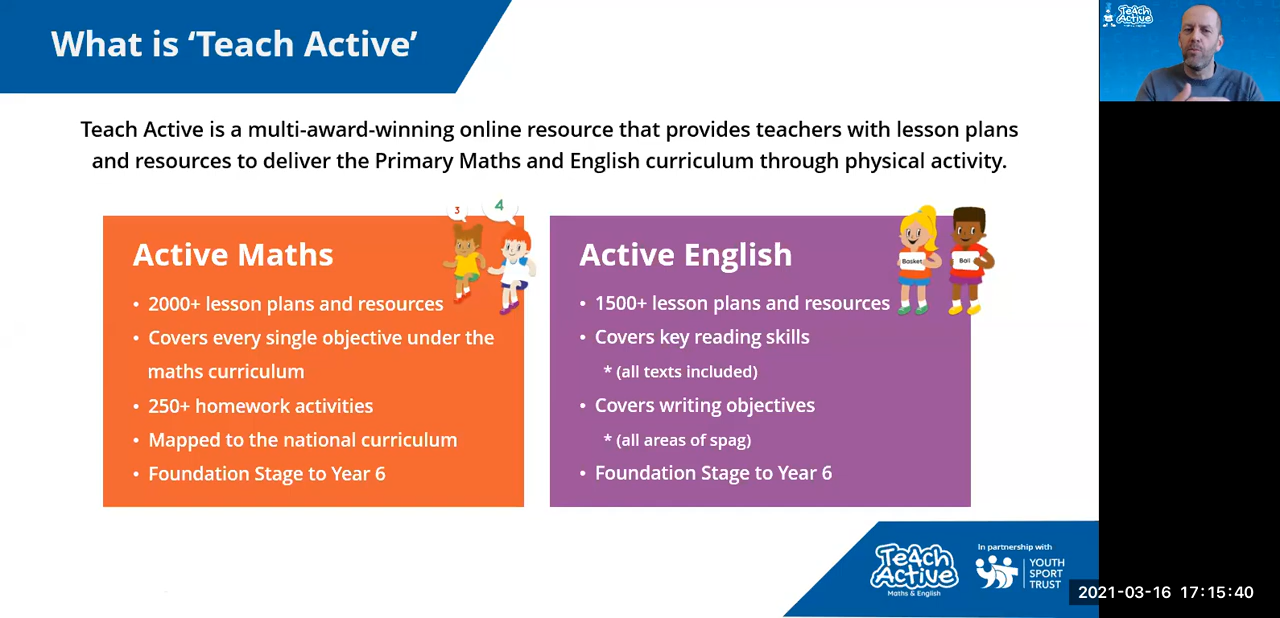 What is ‘Teach Active’
Teach Active
Teach Active is a multi-award-winning online resource that provides teachers with lesson plans
and resources to deliver the Primary Maths and English curriculum through physical activity.
3
4
Active Maths
• 2000+ lesson plans and resources
• Covers every single objective under the
maths curriculum
• 250+ homework activities
• Mapped to the national curriculum
• Foundation Stage to Year 6
Basket
Ball
Active English
• 1500+ lesson plans and resources
• Covers key reading skills
* (all texts included)
• Covers writing objectives
* (all areas of spag)
• Foundation Stage to Year 6
Teach
Active
Maths & English
In partnership with
YOUTH
SPORT
TRUST
2021-03-16 17:15:40